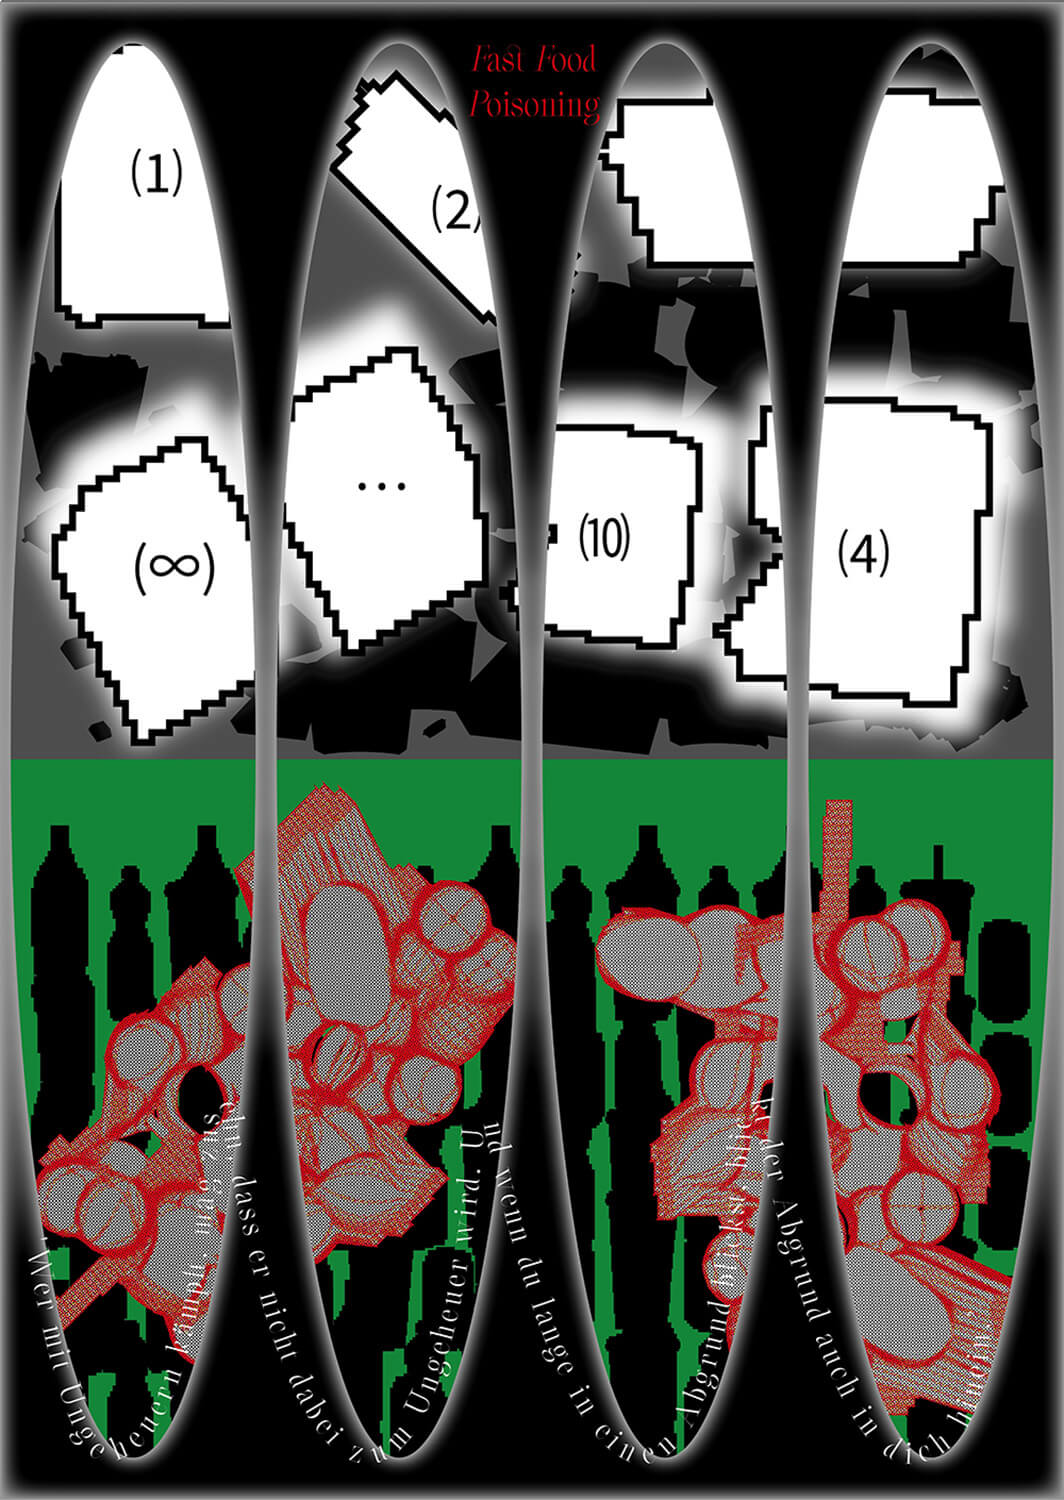 Fast Food
Poisoning
(1)
(2)
(∞)
...
(10)
(4)
"Wer mit Ungeheuern kämpft, mag zusehn, dass er nicht dabei zum Ungeheuer wird. Und wenn du lange in einen Abgrund blickst, blickt der Abgrund auch in dich hinein."